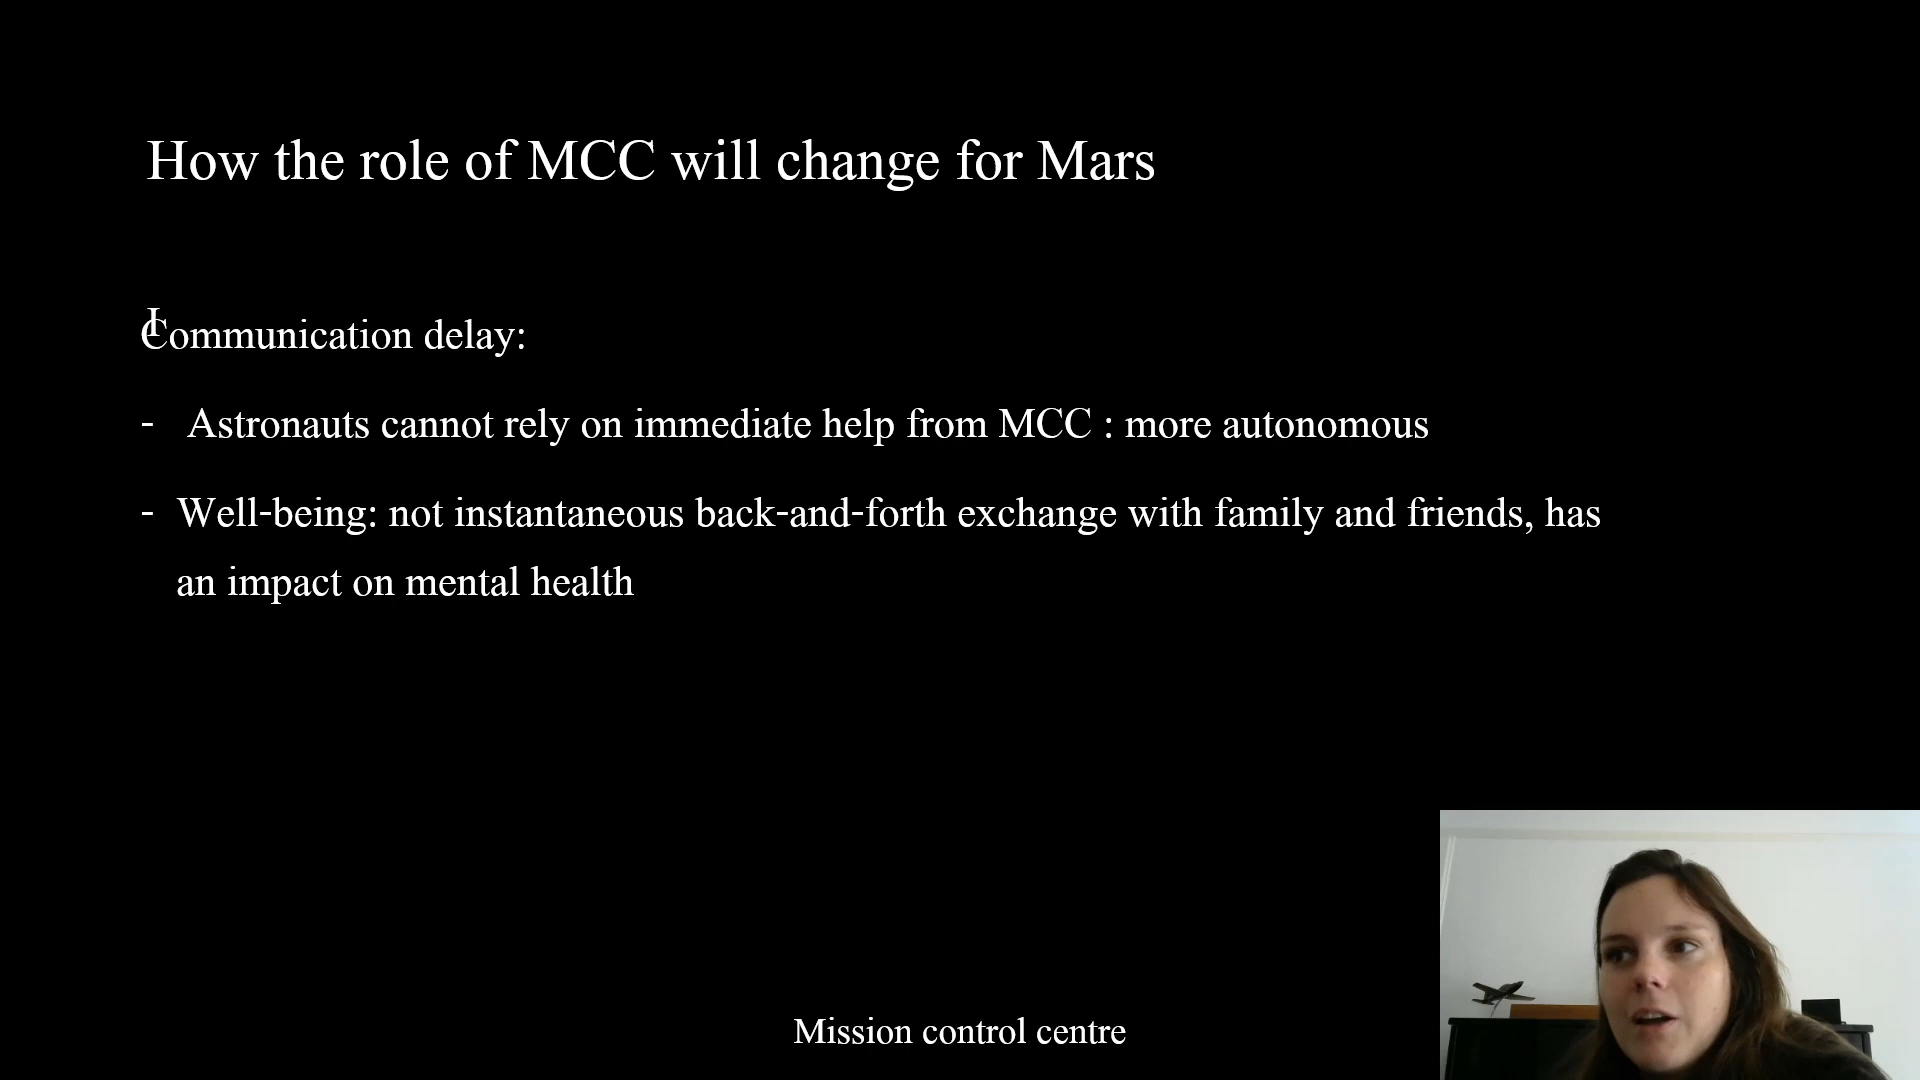 How the role of MCC will change for Mars
I
Communication delay:
- Astronauts cannot rely on immediate help from MCC : more autonomous
- Well-being: not instantaneous back-and-forth exchange with family and friends, has
an impact on mental health
Mission control centre